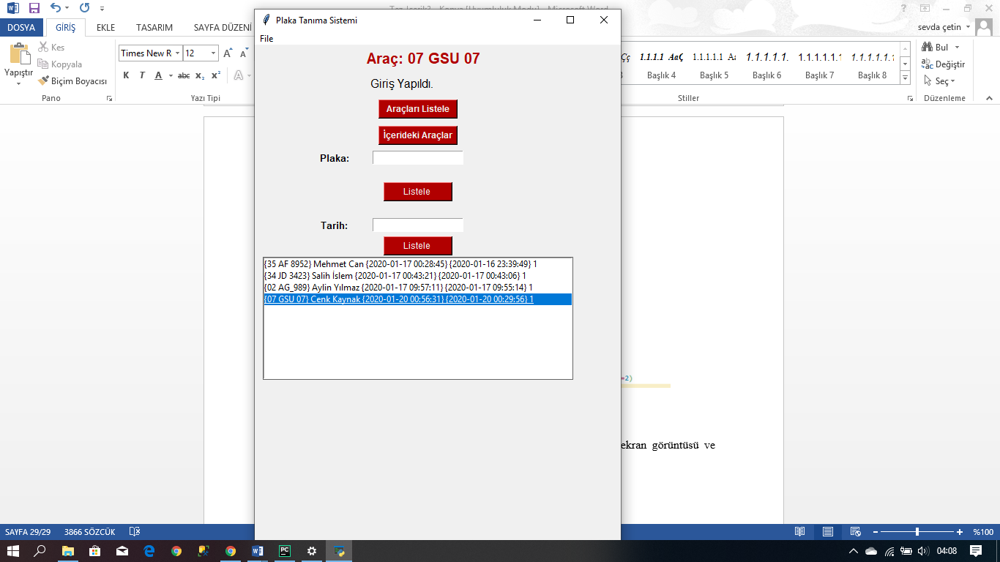 Tez İçerik2 - Kopya [Uyumluluk Modu] - Microsoft Word
DOSYA GİRİŞ EKLE TASARIM SAYFA DÜZENİ
sevda çetin
Yapıştır
Kes
Kopyala
Biçim Boyacısı
Pano
Times New R 12
K T A abc x₂ x²
Yazı Tipi
1.1.1.1 AaÇ 1.1.1.1.1 Aa 1.1.1.1.1. 1.1.1.1.1.1 1.1.1.1.1.
Başlık 4 Başlık 5 Başlık 6 Başlık 7 Başlık 8
Stiller
Bul
Değiştir
Seç
Düzenleme
Plaka Tanıma Sistemi
File
Araç: 07 GSU 07
Giriş Yapıldı.
Araçları Listele
İçerideki Araçlar
Plaka:
Listele
Tarih:
Listele
{35 AF 8952} Mehmet Can {2020-01-17 00:28:45} {2020-01-16 23:39:49} 1
{34 JD 3423} Salih İslem {2020-01-17 00:43:21} {2020-01-17 00:43:06} 1
{02 AG_989} Aylin Yılmaz {2020-01-17 09:57:11} {2020-01-17 09:55:14} 1
{07 GSU 07} Cenk Kaynak {2020-01-20 00:56:31} {2020-01-20 00:29:56} 1
=2)
ekran görüntüsü ve
SAYFA 29/29 3866 SÖZCÜK
%100
04:08